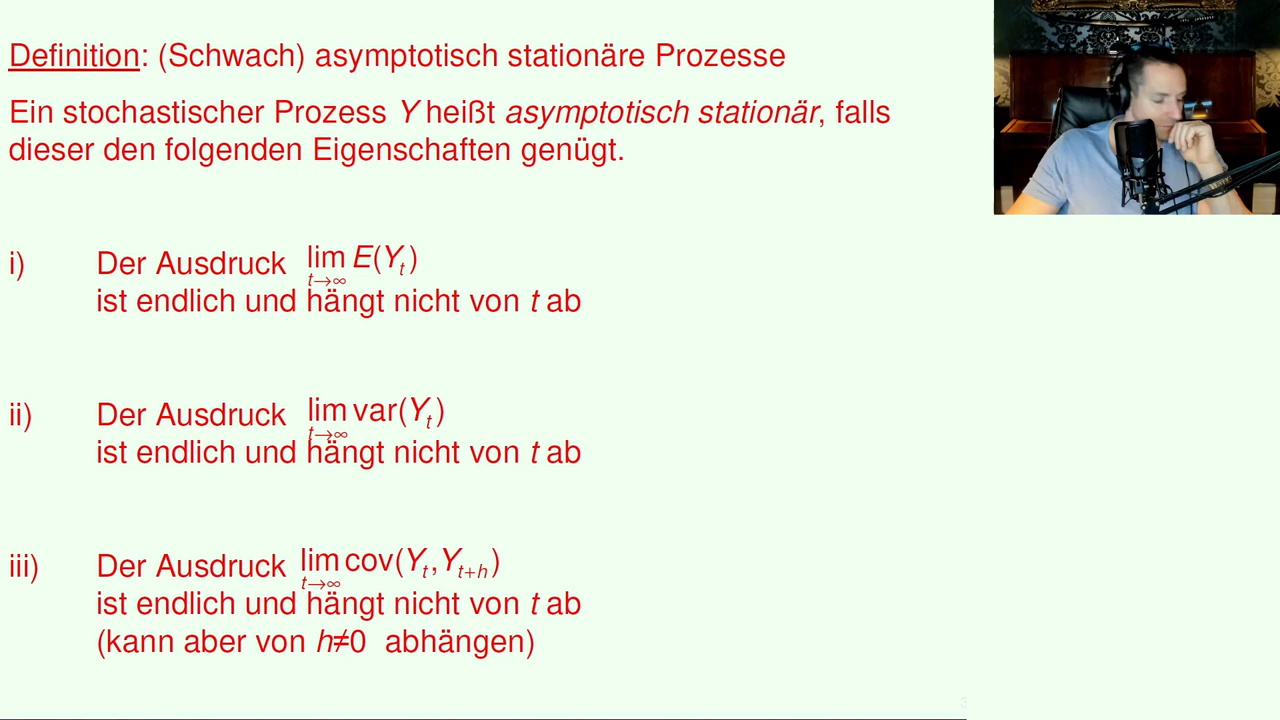 Definition: (Schwach) asymptotisch stationäre Prozesse
Ein stochastischer Prozess Y heißt asymptotisch stationär, falls
dieser den folgenden Eigenschaften genügt.
i) Der Ausdruck lim E(Y_t)
t→∞
ist endlich und hängt nicht von t ab
ii) Der Ausdruck lim var(Y_t)
t→∞
ist endlich und hängt nicht von t ab
iii) Der Ausdruck lim cov(Y_t,Y_{t+h})
t→∞
ist endlich und hängt nicht von t ab
(kann aber von h≠0 abhängen)